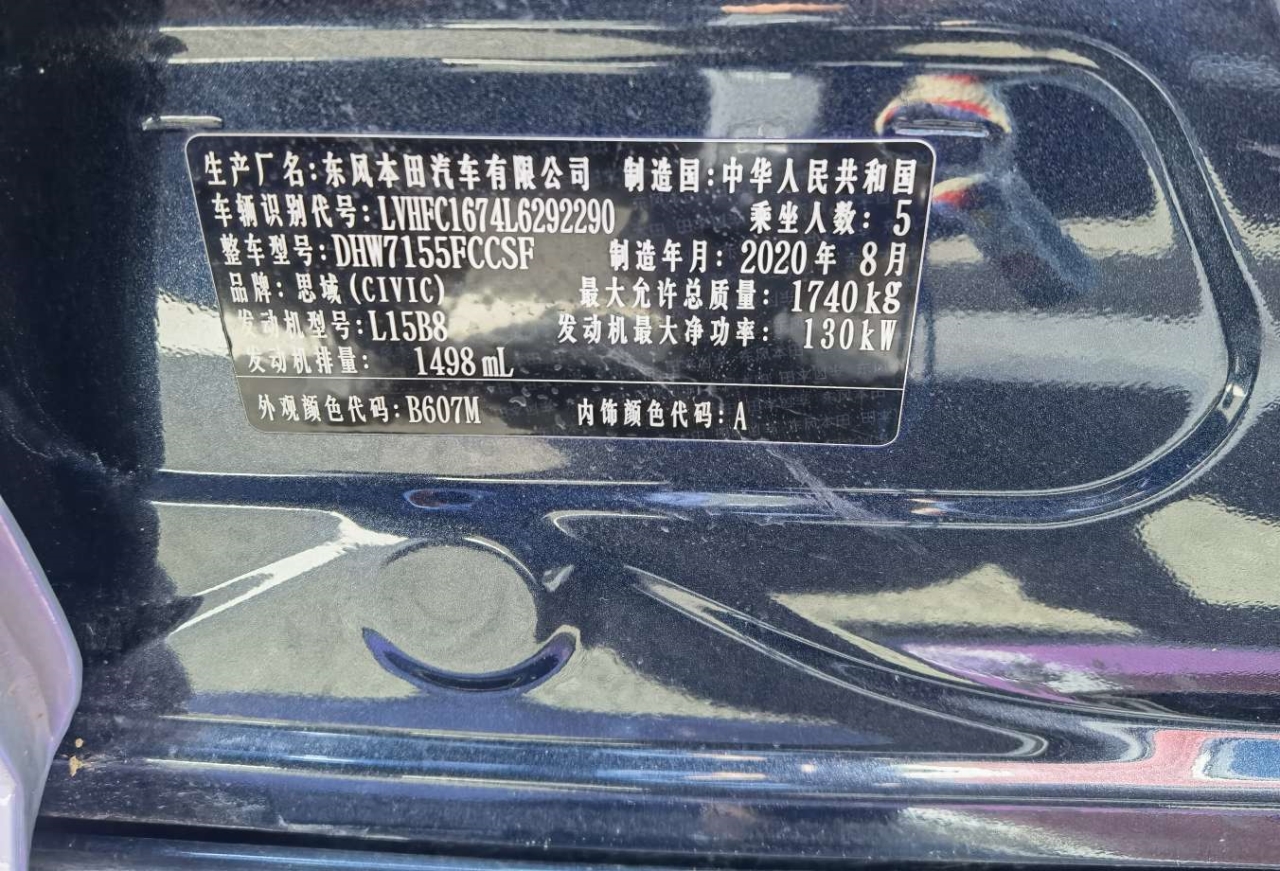 生产厂名:东风本田汽车有限公司 制造国:中华人民共和国
车辆识别代号:LVHFC1674L6292290 乘坐人数: 5
整车型号:DHW7155FCCSF 制造年月: 2020年 8月
品牌: 思域(CIVIC) 最大允许总质量: 1740kg
发动机型号:L15B8 发动机最大净功率: 130kW
发动机排量: 1498mL
外观颜色代码:B607M 内饰颜色代码: A